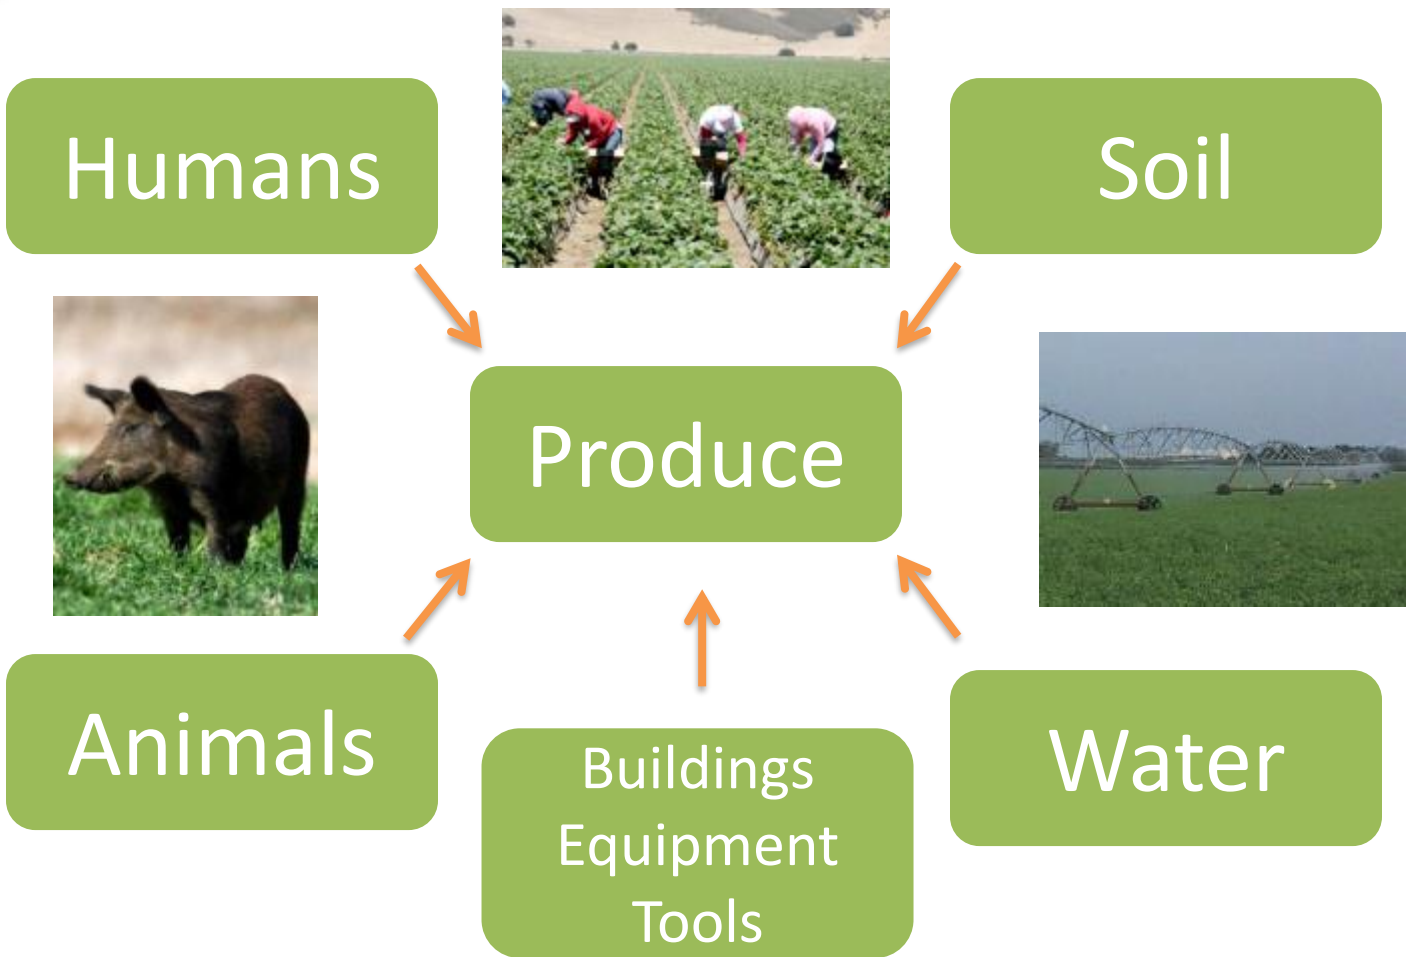 Humans
Soil
Produce
Animals
Buildings
Equipment
Tools
Water